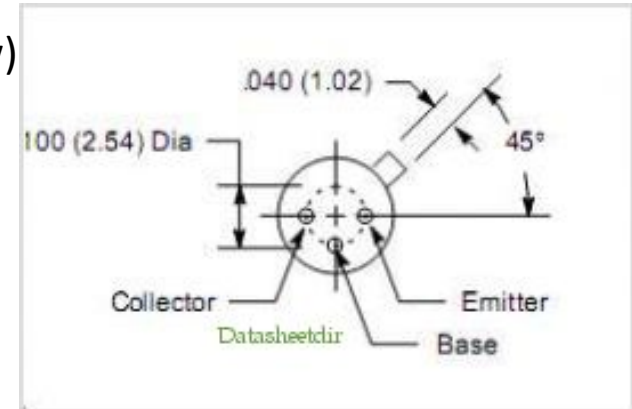 )
.040 (1.02)
100 (2.54) Dia
45°
Collector
Emitter
Datasheetdir
Base